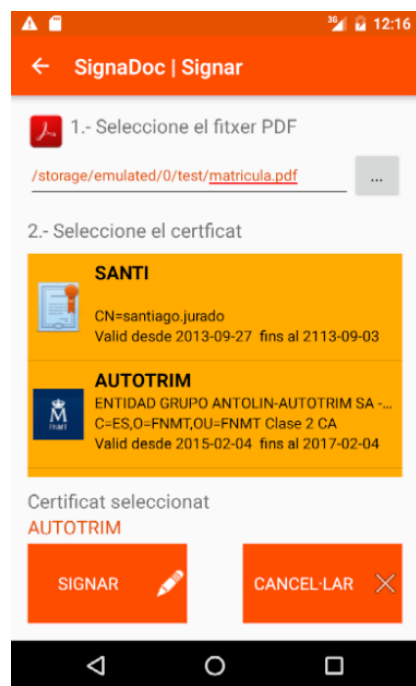 3G 12:16
SignaDoc | Signar
1.- Seleccione el fitxer PDF
/storage/emulated/0/test/matricula.pdf ...
2.- Seleccione el certficat
SANTI
CN=santiago.jurado
Valid desde 2013-09-27 fins al 2113-09-03
AUTOTRIM
ENTIDAD GRUPO ANTOLIN-AUTOTRIM SA -...
C=ES,O=FNMT,OU=FNMT Clase 2 CA
FNMT
Valid desde 2015-02-04 fins al 2017-02-04
Certificat seleccionat
AUTOTRIM
SIGNAR CANCEL·LAR